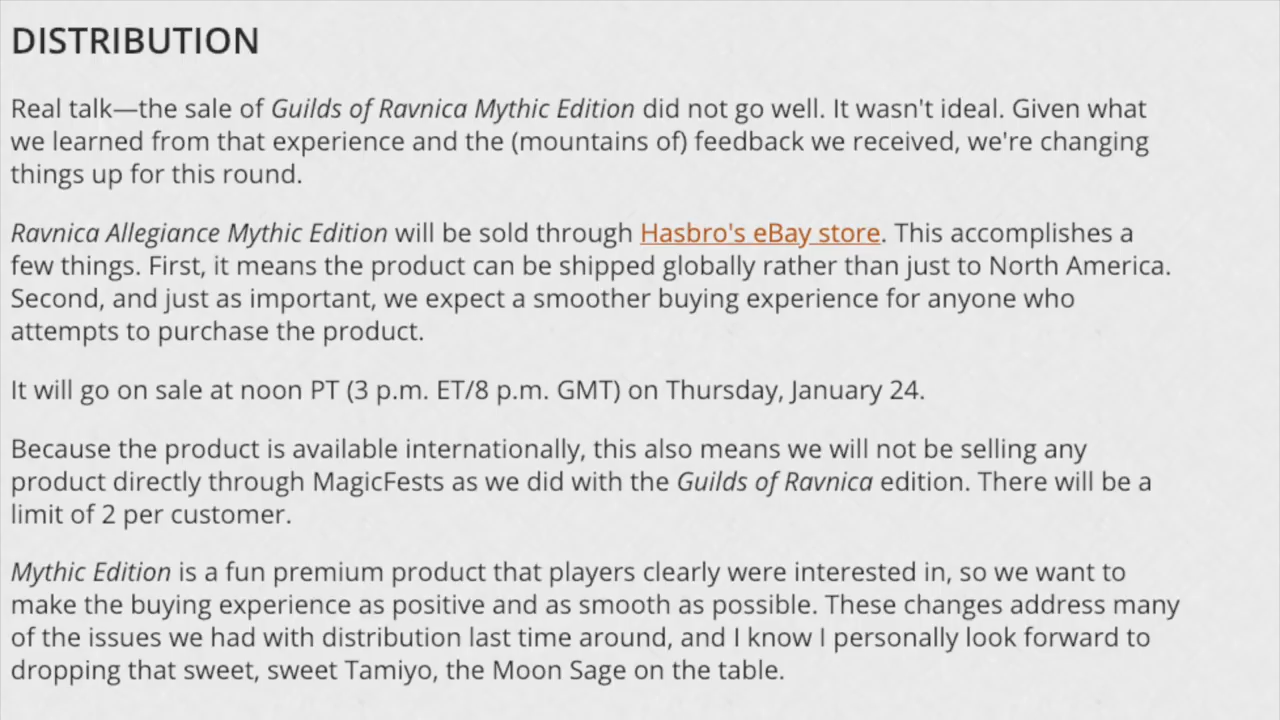 DISTRIBUTION
Real talk—the sale of Guilds of Ravnica Mythic Edition did not go well. It wasn't ideal. Given what
we learned from that experience and the (mountains of) feedback we received, we're changing
things up for this round.
Ravnica Allegiance Mythic Edition will be sold through Hasbro's eBay store. This accomplishes a
few things. First, it means the product can be shipped globally rather than just to North America.
Second, and just as important, we expect a smoother buying experience for anyone who
attempts to purchase the product.
It will go on sale at noon PT (3 p.m. ET/8 p.m. GMT) on Thursday, January 24.
Because the product is available internationally, this also means we will not be selling any
product directly through MagicFests as we did with the Guilds of Ravnica edition. There will be a
limit of 2 per customer.
Mythic Edition is a fun premium product that players clearly were interested in, so we want to
make the buying experience as positive and as smooth as possible. These changes address many
of the issues we had with distribution last time around, and I know I personally look forward to
dropping that sweet, sweet Tamiyo, the Moon Sage on the table.